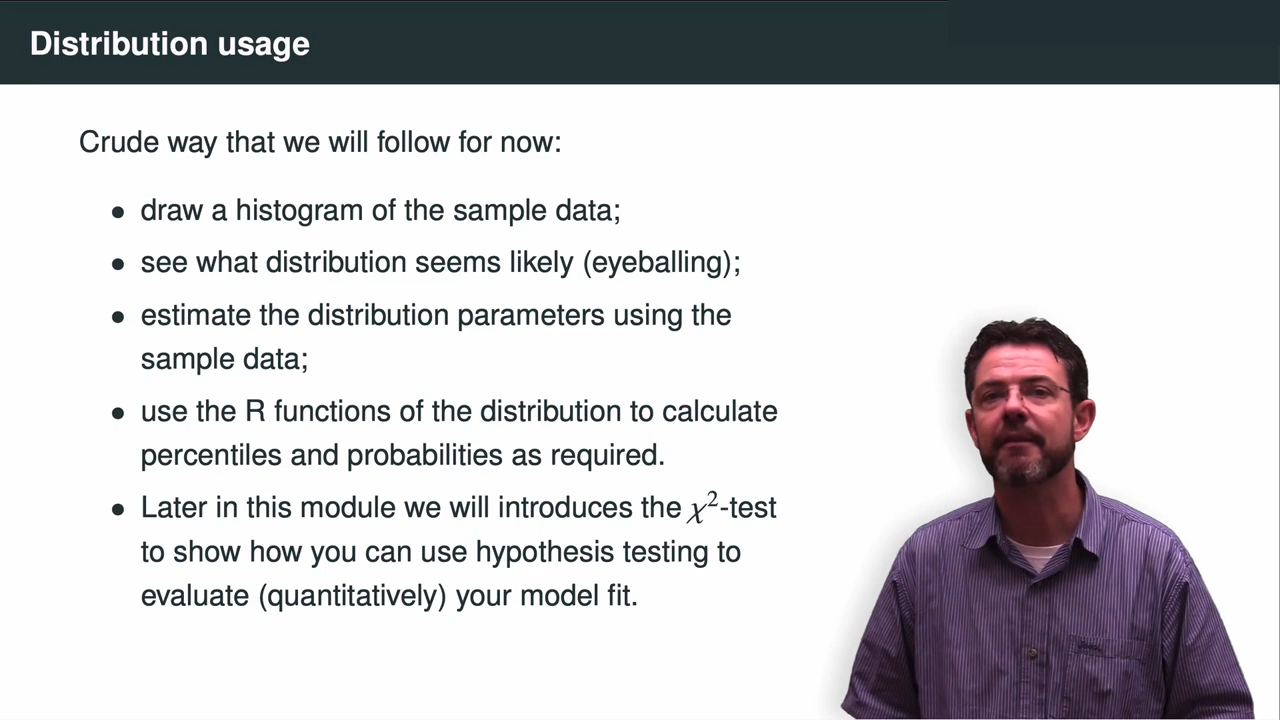 Distribution usage
Crude way that we will follow for now:
• draw a histogram of the sample data;
• see what distribution seems likely (eyeballing);
• estimate the distribution parameters using the
sample data;
• use the R functions of the distribution to calculate
percentiles and probabilities as required.
• Later in this module we will introduces the χ²-test
to show how you can use hypothesis testing to
evaluate (quantitatively) your model fit.